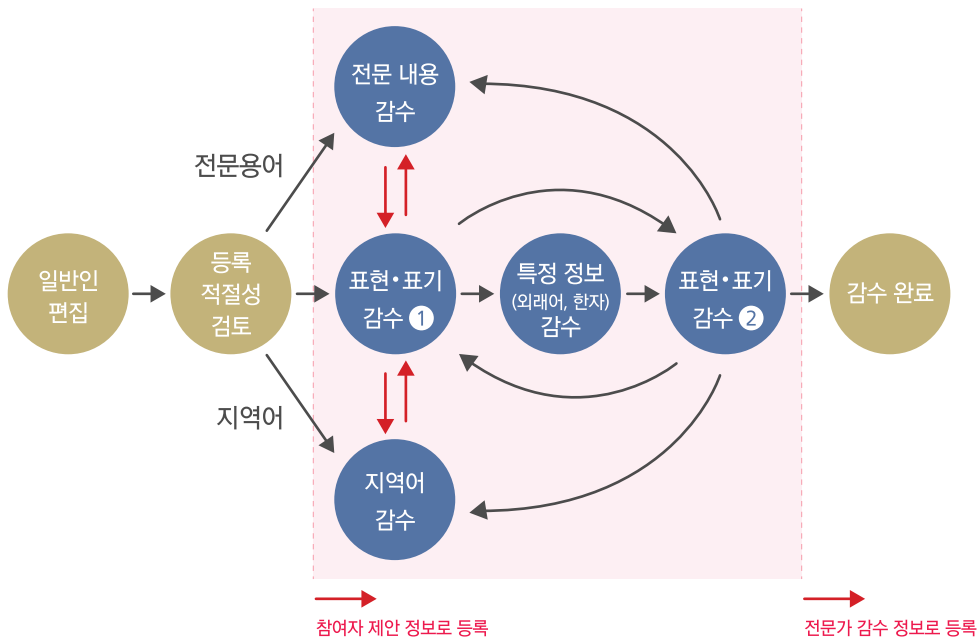 전문 내용
감수
전문용어
일반인
편집
등록
적절성
검토
표현·표기
감수 1
특정 정보
(외래어, 한자)
감수
표현·표기
감수 2
감수 완료
지역어
지역어
감수
참여자 제안 정보로 등록
전문가 감수 정보로 등록